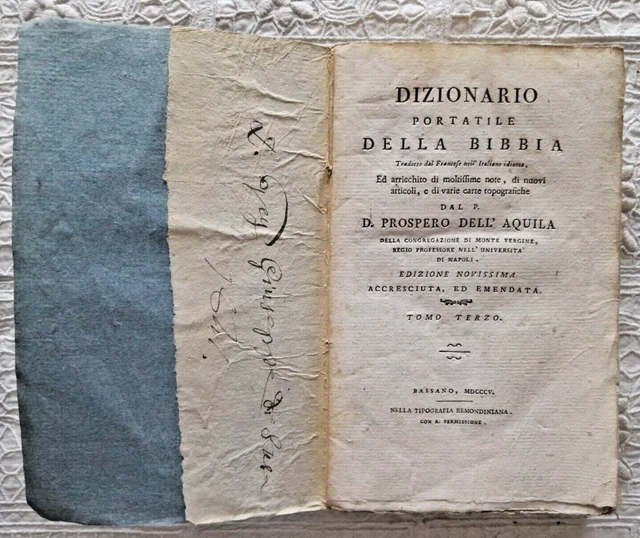 Giuseppe
DIZIONARIO
PORTATILE
DELLA BIBBIA
Tradotto dal Francese nell' Italiano idioma,
Ed arricchito di moltissime note, di nuovi
articoli, e di varie carte topografiche
DAL P.
D. PROSPERO DELL' AQUILA
DELLA CONGREGAZIONE DI MONTE VERGINE,
REGIO PROFESSORE NELL' UNIVERSITA'
DI NAPOLI.
EDIZIONE NOVISSIMA
ACCRESCIUTA, ED EMENDATA.
TOMO TERZO.
BASSANO, MDCCCV.
NELLA TIPOGRAFIA REMONDINIANA.
CON R. PERMISSIONE.